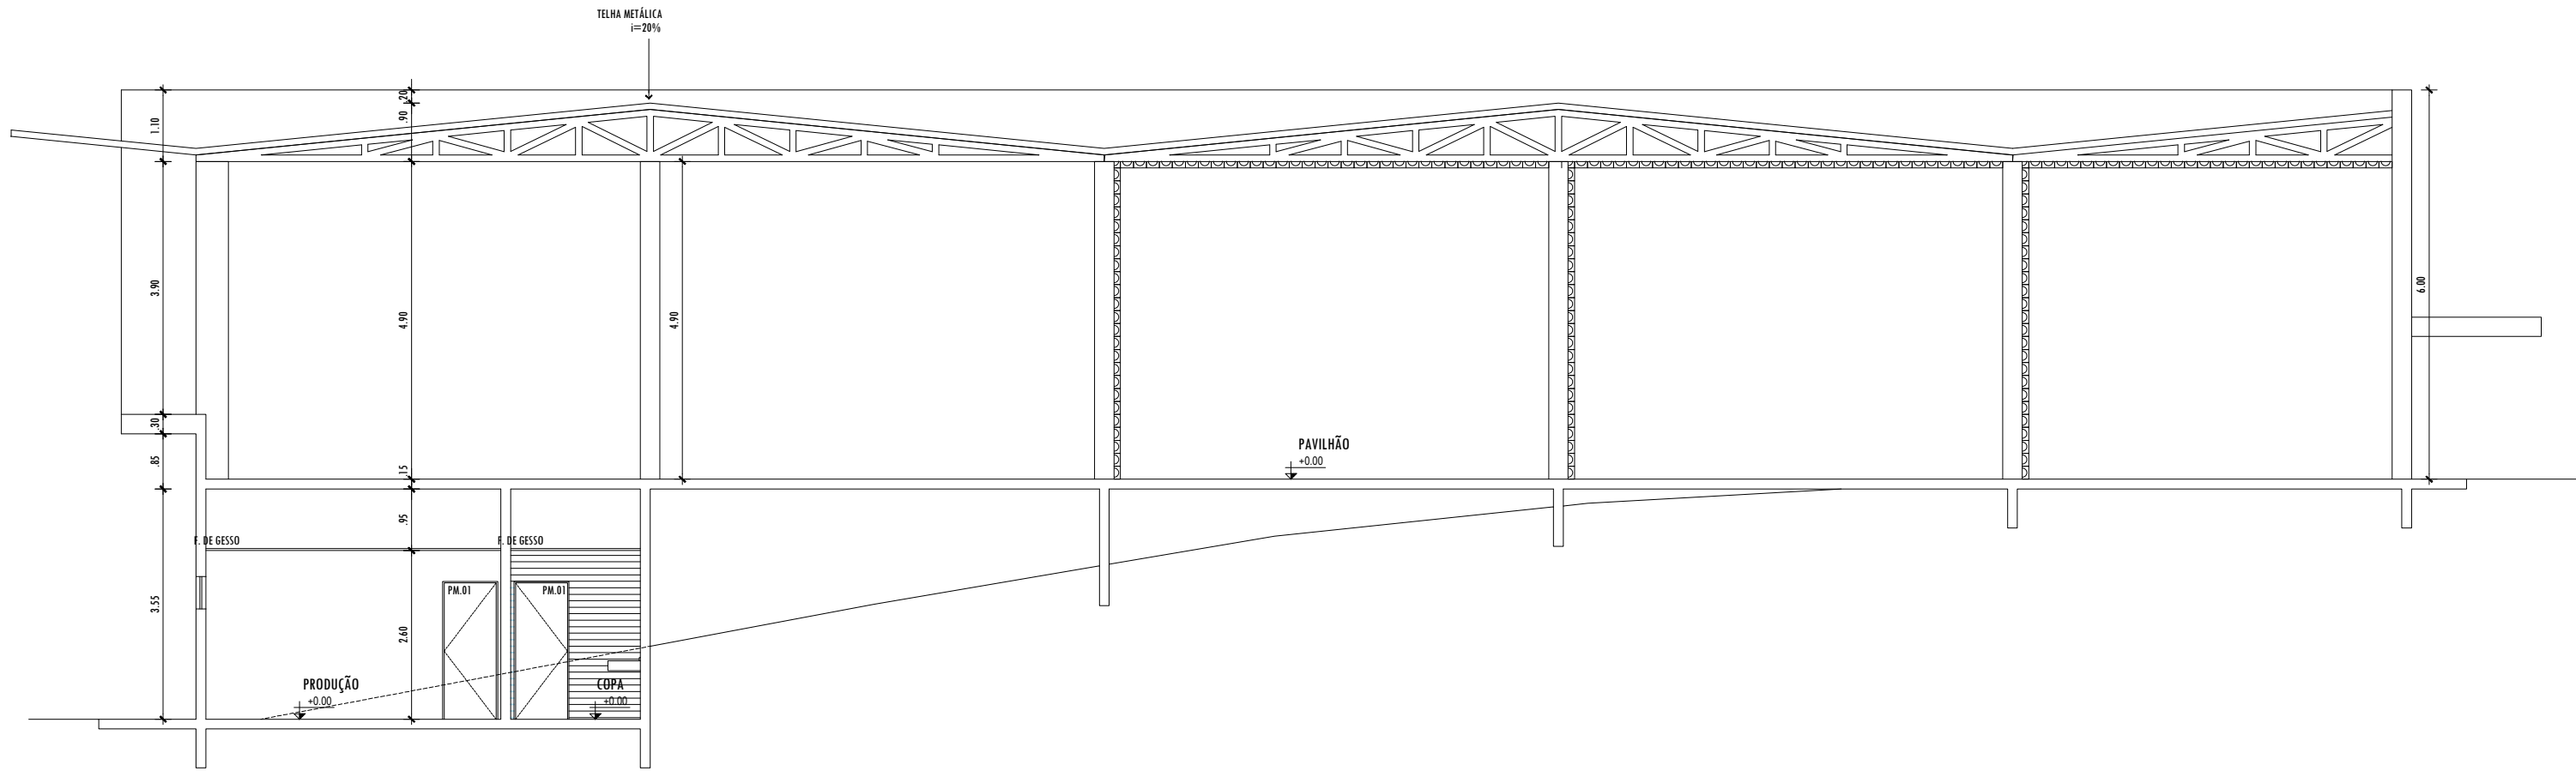 TELHA METÁLICA
i=20%
1.10
.20
.90
3.90
4.90
4.90
6.00
.30
.85
.15
PAVILHÃO
+0.00
.95
F. DE GESSO
F. DE GESSO
3.55
PM.01
PM.01
2.60
PRODUÇÃO
+0.00
COPA
+0.00